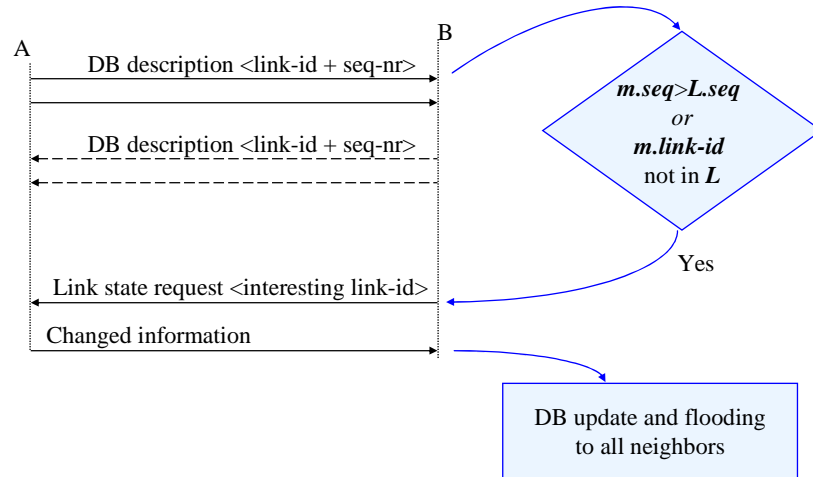 A
B
DB description <link-id + seq-nr>
m.seq>L.seq
or
m.link-id
not in L
DB description <link-id + seq-nr>
Yes
Link state request <interesting link-id>
Changed information
DB update and flooding
to all neighbors